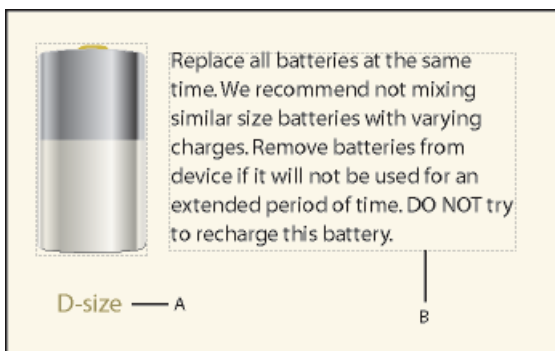 Replace all batteries at the same
time. We recommend not mixing
similar size batteries with varying
charges. Remove batteries from
device if it will not be used for an
extended period of time. DO NOT try
to recharge this battery.
D-size
A
B